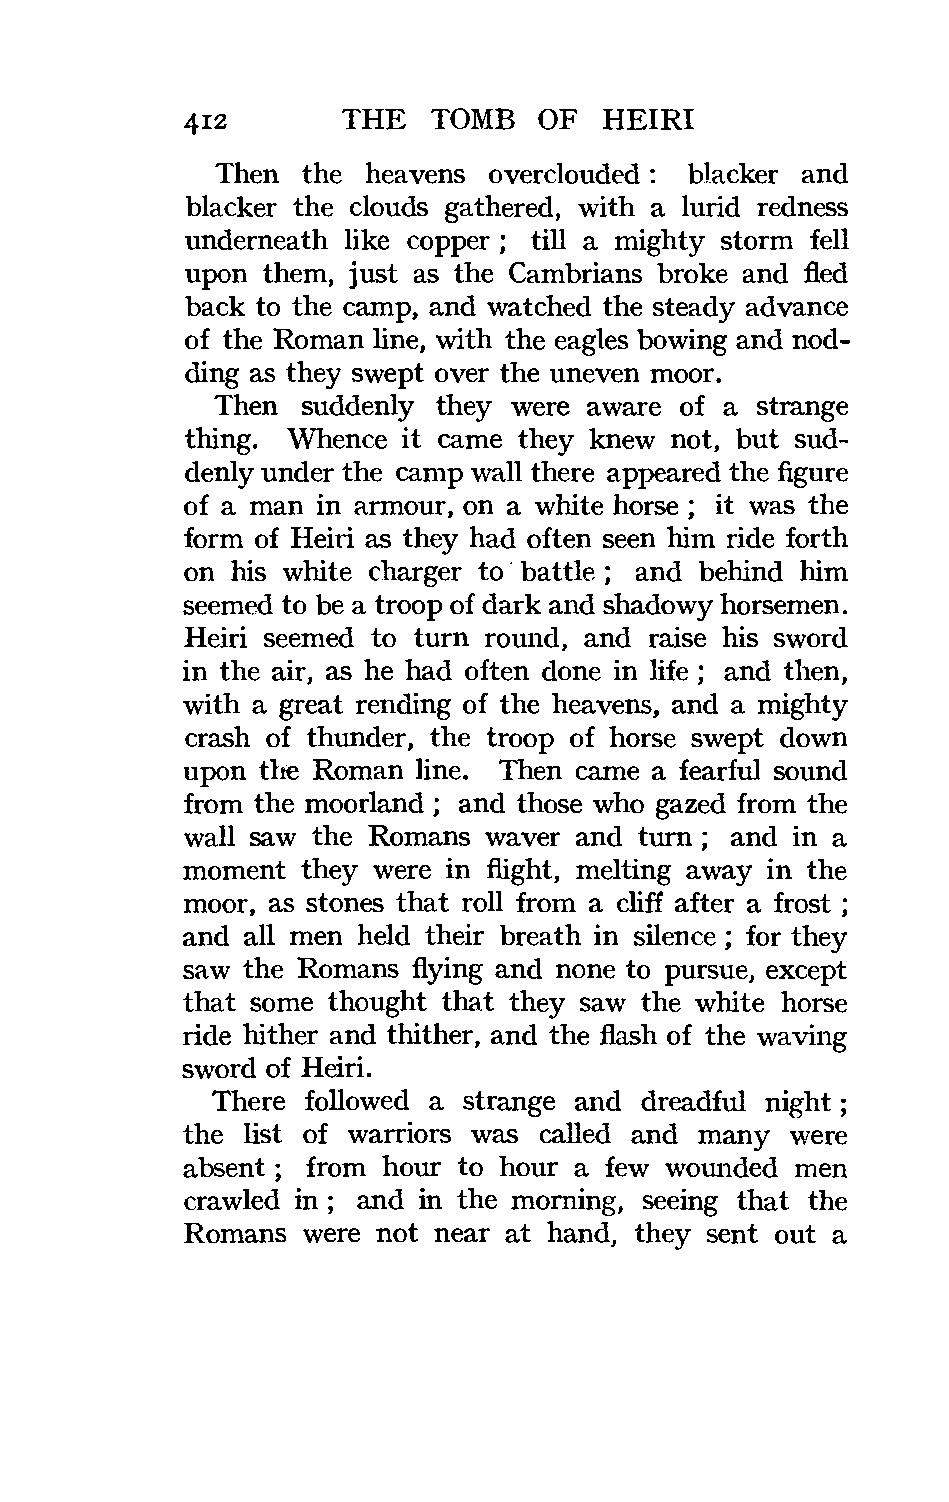 412 THE TOMB OF HEIRI
Then the heavens overclouded : blacker and
blacker the clouds gathered, with a lurid redness
underneath like copper ; till a mighty storm fell
upon them, just as the Cambrians broke and fled
back to the camp, and watched the steady advance
of the Roman line, with the eagles bowing and nod-
ding as they swept over the uneven moor.
Then suddenly they were aware of a strange
thing. Whence it came they knew not, but sud-
denly under the camp wall there appeared the figure
of a man in armour, on a white horse ; it was the
form of Heiri as they had often seen him ride forth
on his white charger to battle ; and behind him
seemed to be a troop of dark and shadowy horsemen.
Heiri seemed to turn round, and raise his sword
in the air, as he had often done in life ; and then,
with a great rending of the heavens, and a mighty
crash of thunder, the troop of horse swept down
upon the Roman line. Then came a fearful sound
from the moorland ; and those who gazed from the
wall saw the Romans waver and turn ; and in a
moment they were in flight, melting away in the
moor, as stones that roll from a cliff after a frost ;
and all men held their breath in silence ; for they
saw the Romans flying and none to pursue, except
that some thought that they saw the white horse
ride hither and thither, and the flash of the waving
sword of Heiri.
There followed a strange and dreadful night ;
the list of warriors was called and many were
absent ; from hour to hour a few wounded men
crawled in ; and in the morning, seeing that the
Romans were not near at hand, they sent out a